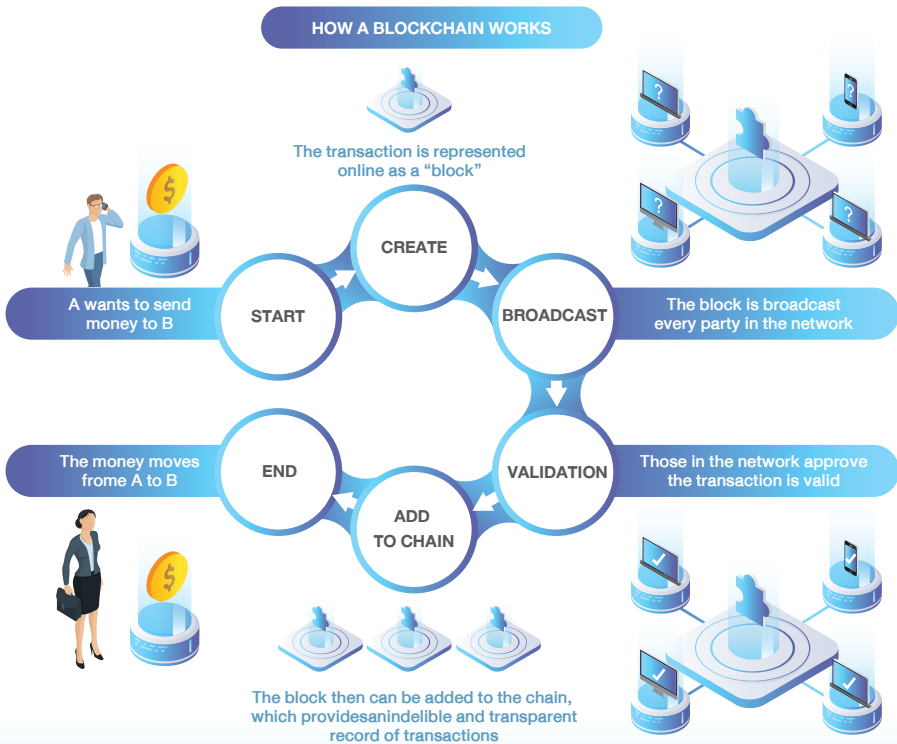 HOW A BLOCKCHAIN WORKS
The transaction is represented
online as a “block”
A wants to send
money to B
START
CREATE
BROADCAST
The block is broadcast
every party in the network
?
?
?
?
$
The money moves
frome A to B
END
ADD
TO CHAIN
VALIDATION
Those in the network approve
the transaction is valid
$
The block then can be added to the chain,
which providesanindelible and transparent
record of transactions